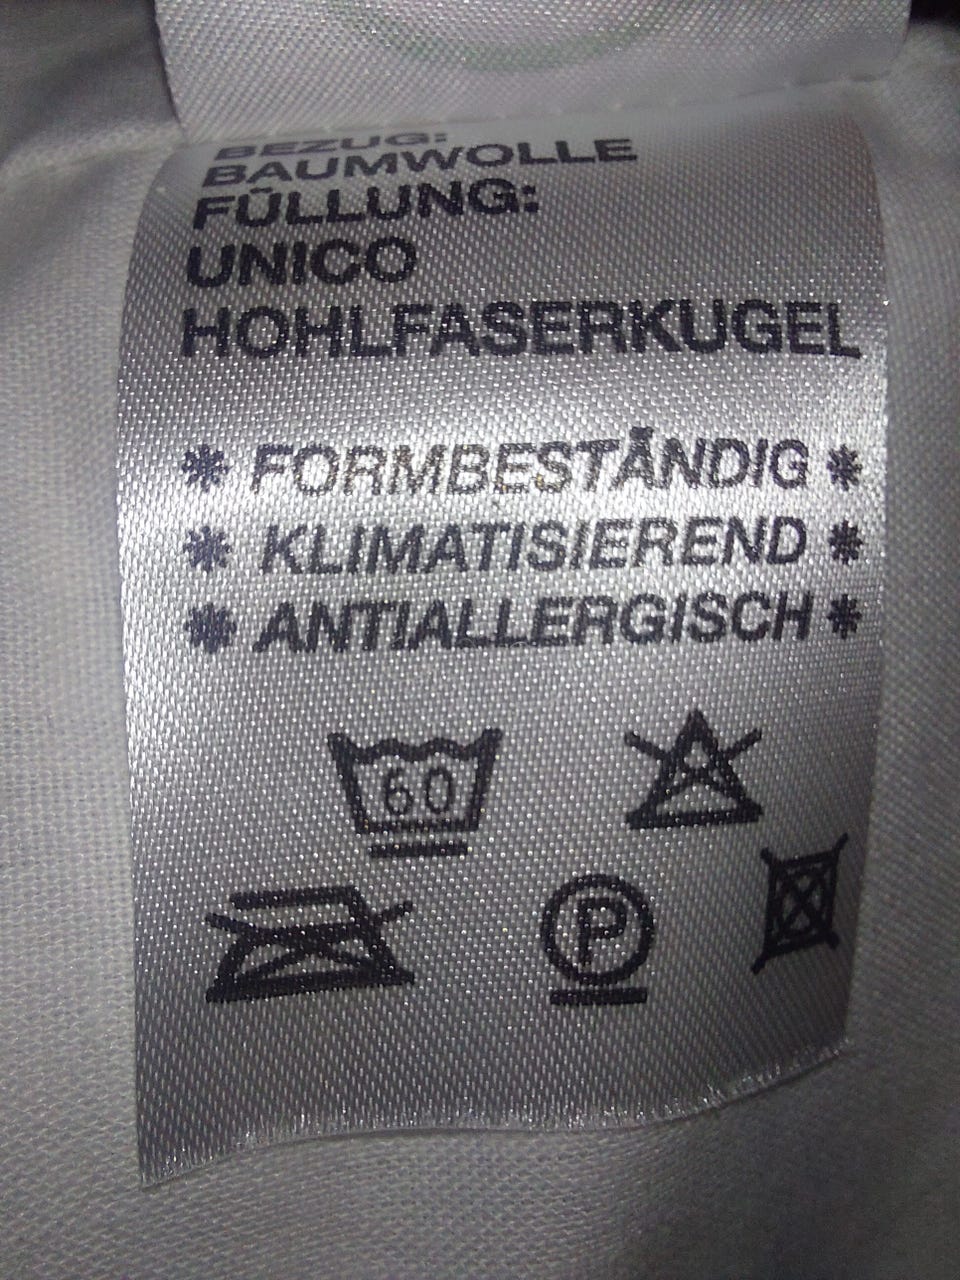 BEZUG:
BAUMWOLLE
FÜLLUNG:
UNICO
HOHLFASERKUGEL
* FORMBESTÄNDIG *
* KLIMATISIEREND *
* ANTIALLERGISCH *
60
P